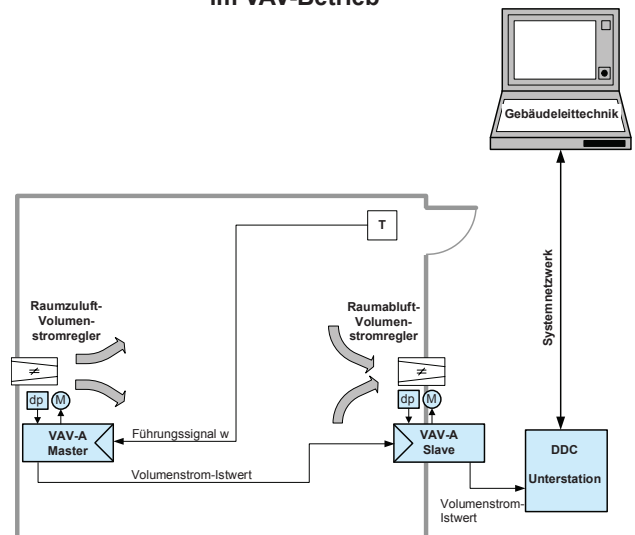 im VAV-Betrieb
Gebäudeleittechnik
Systemnetzwerk
T
Raumzuluft-
Volumen-
stromregler
Raumabluft-
Volumen-
stromregler
≠
≠
dp
M
dp
M
VAV-A
Master
Führungssignal w
VAV-A
Slave
DDC
Unterstation
Volumenstrom-Istwert
Volumenstrom-
Istwert